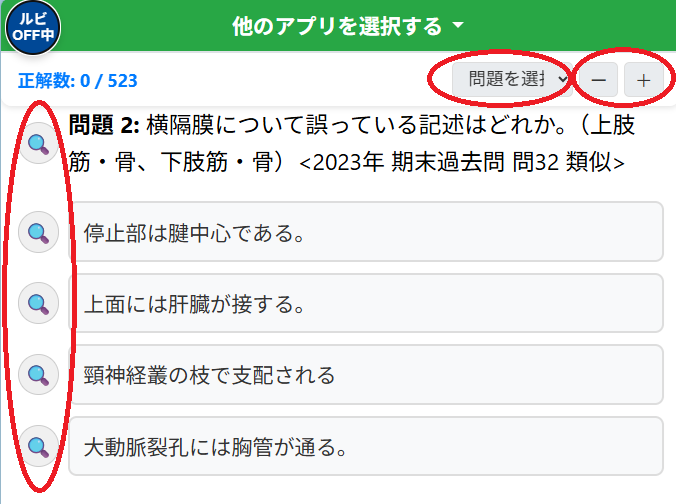 ルビ
OFF中
他のアプリを選択する
正解数: 0 / 523
問題を選択
－
＋
問題 2: 横隔膜について誤っている記述はどれか。（上肢
筋・骨、下肢筋・骨）<2023年 期末過去問 問32 類似>
停止部は腱中心である。
上面には肝臓が接する。
頸神経叢の枝で支配される
大動脈裂孔には胸管が通る。